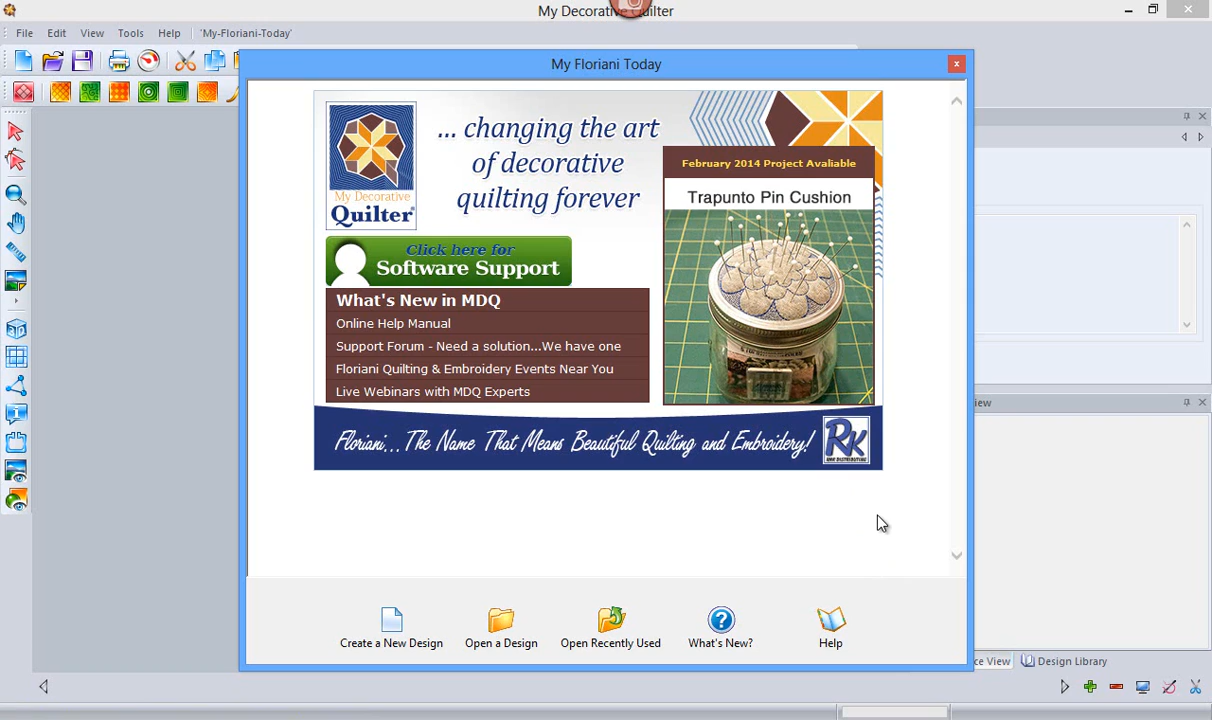 My Decorative Quilter
File Edit View Tools Help 'My-Floriani-Today'
My Floriani Today
... changing the art
of decorative
quilting forever
My Decorative
Quilter
February 2014 Project Avaliable
Trapunto Pin Cushion
Click here for
Software Support
What's New in MDQ
Online Help Manual
Support Forum - Need a solution...We have one
Floriani Quilting & Embroidery Events Near You
Live Webinars with MDQ Experts
Floriani... The Name That Means Beautiful Quilting and Embroidery!
RK
RNK DISTRIBUTING
Create a New Design
Open a Design
Open Recently Used
What's New?
Help
iew
ce View
Design Library